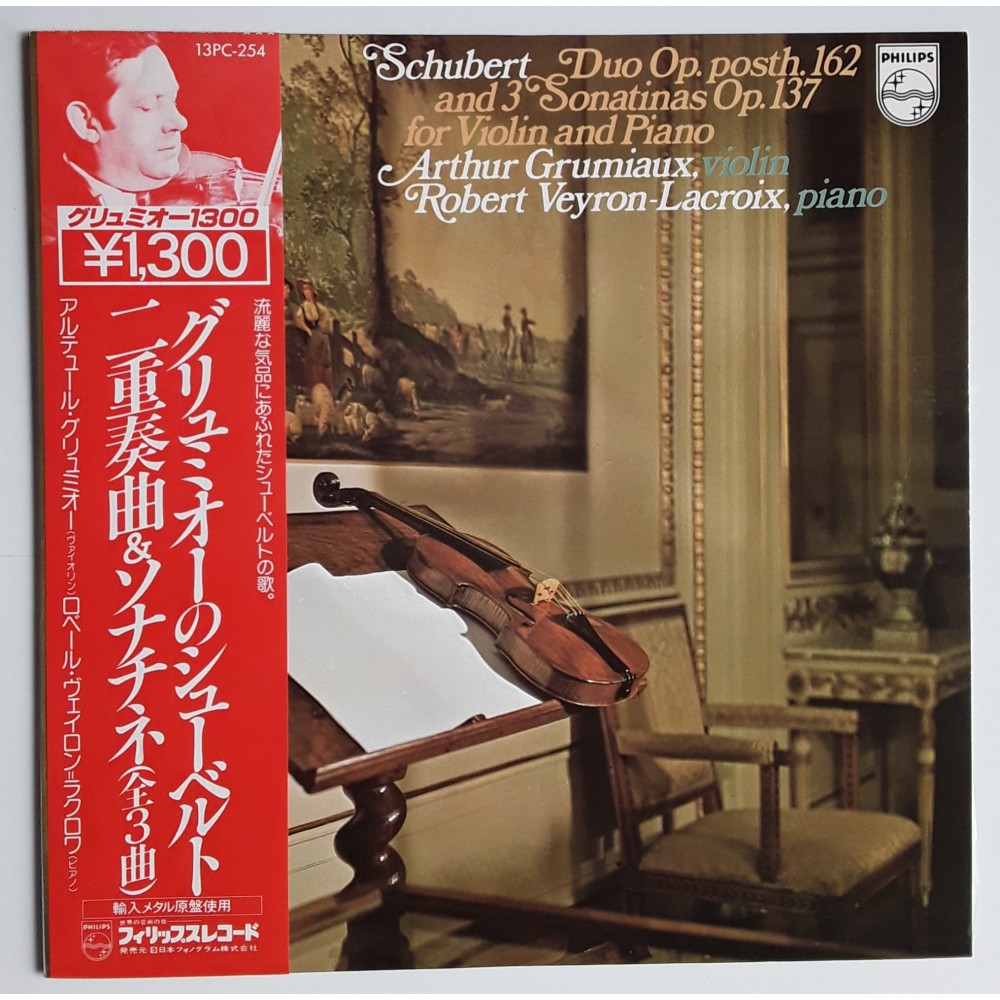 13PC-254
グリュミオー1300
¥1,300
流麗な気品にあふれたシューベルトの歌。
グリュミオーのシューベルト
二重奏曲&ソナチネ(全3曲)
アルテュール・グリュミオー(ヴァイオリン)ロベール・ヴェイロン=ラクロワ(ピアノ)
輸入メタル原盤使用
PHILIPS
世界の芸術の店
フィリップスレコード
発売元 日本フォノグラム株式会社
Schubert Duo Op. posth. 162
and 3 Sonatinas Op. 137
for Violin and Piano
Arthur Grumiaux, violin
Robert Veyron-Lacroix, piano
PHILIPS